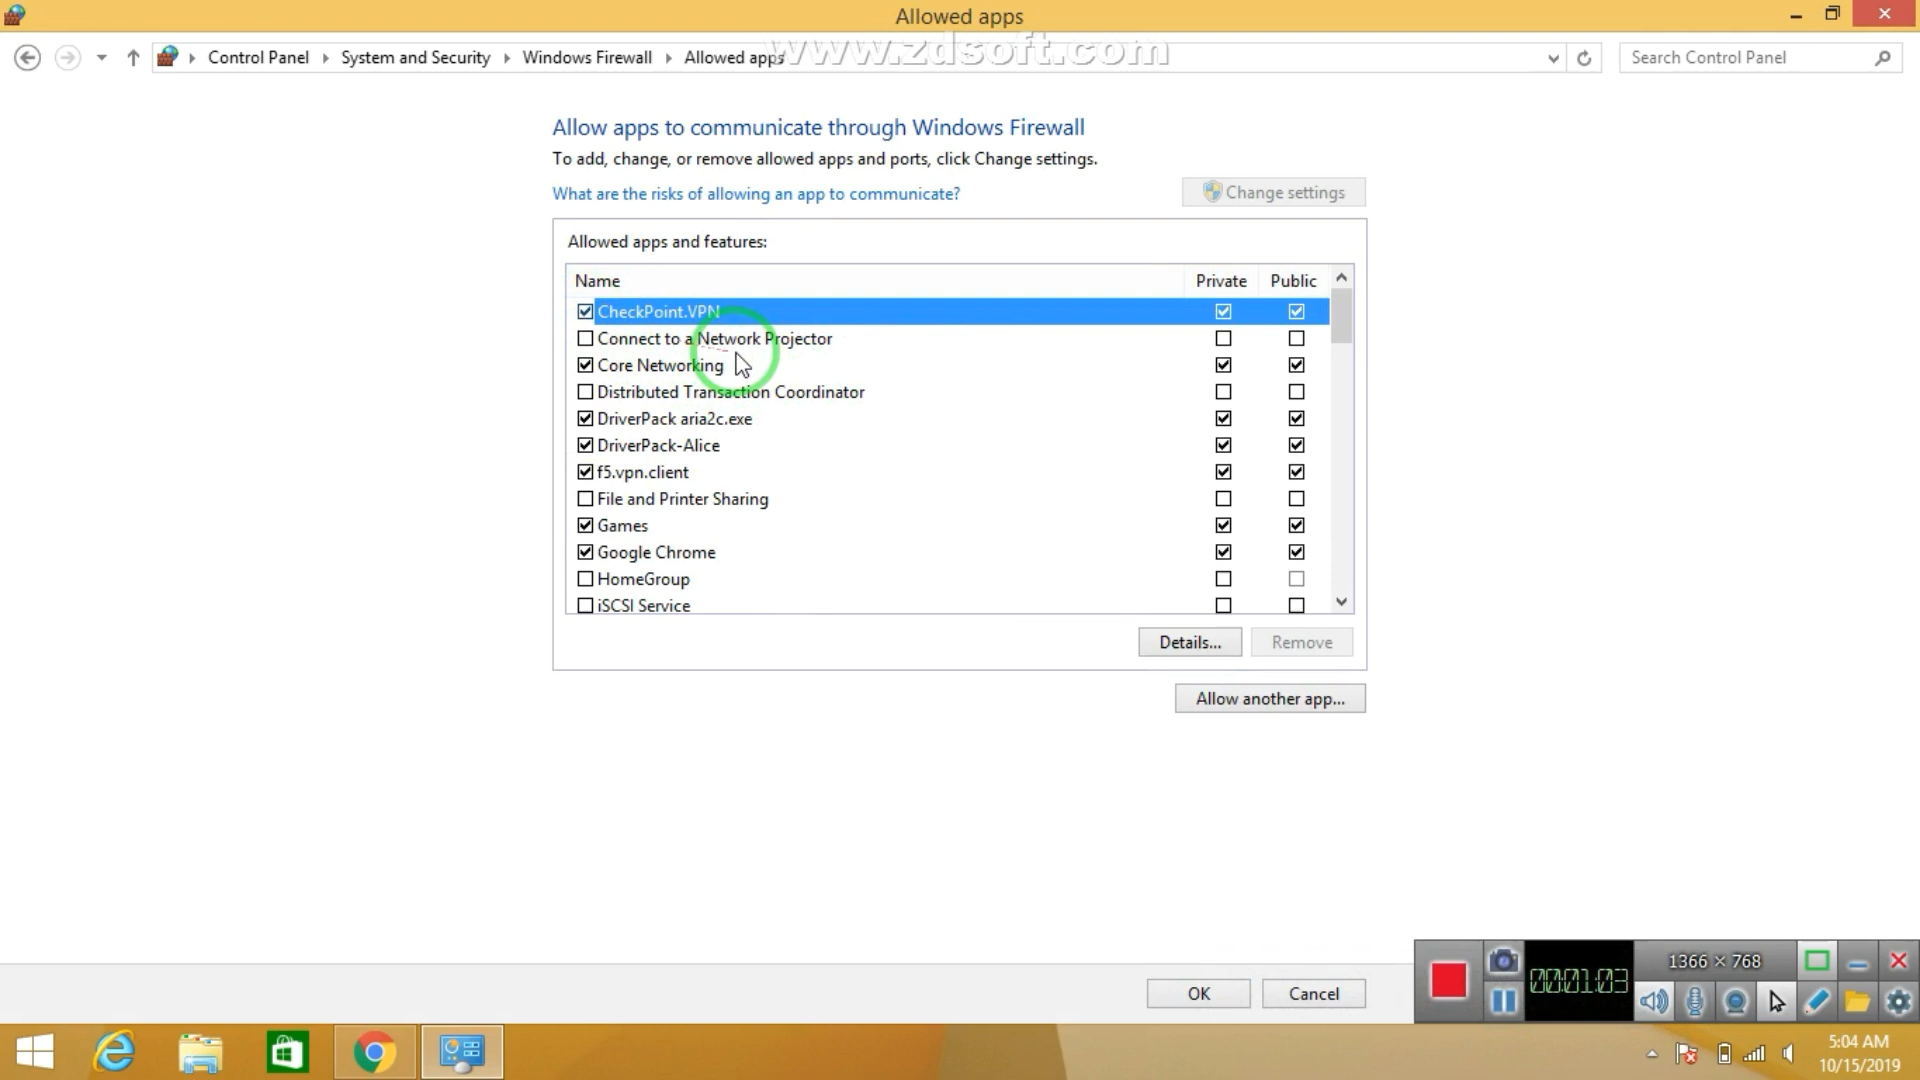 Allowed apps
www.zdsoft.com
Control Panel System and Security Windows Firewall Allowed apps
Search Control Panel
Allow apps to communicate through Windows Firewall
To add, change, or remove allowed apps and ports, click Change settings.
What are the risks of allowing an app to communicate?
Change settings
Allowed apps and features:
Name Private Public
CheckPoint.VPN
Connect to a Network Projector
Core Networking
Distributed Transaction Coordinator
DriverPack aria2c.exe
DriverPack-Alice
f5.vpn.client
File and Printer Sharing
Games
Google Chrome
HomeGroup
iSCSI Service
Details... Remove
Allow another app...
OK Cancel
1366 × 768
00:01:03
5:04 AM
10/15/2019